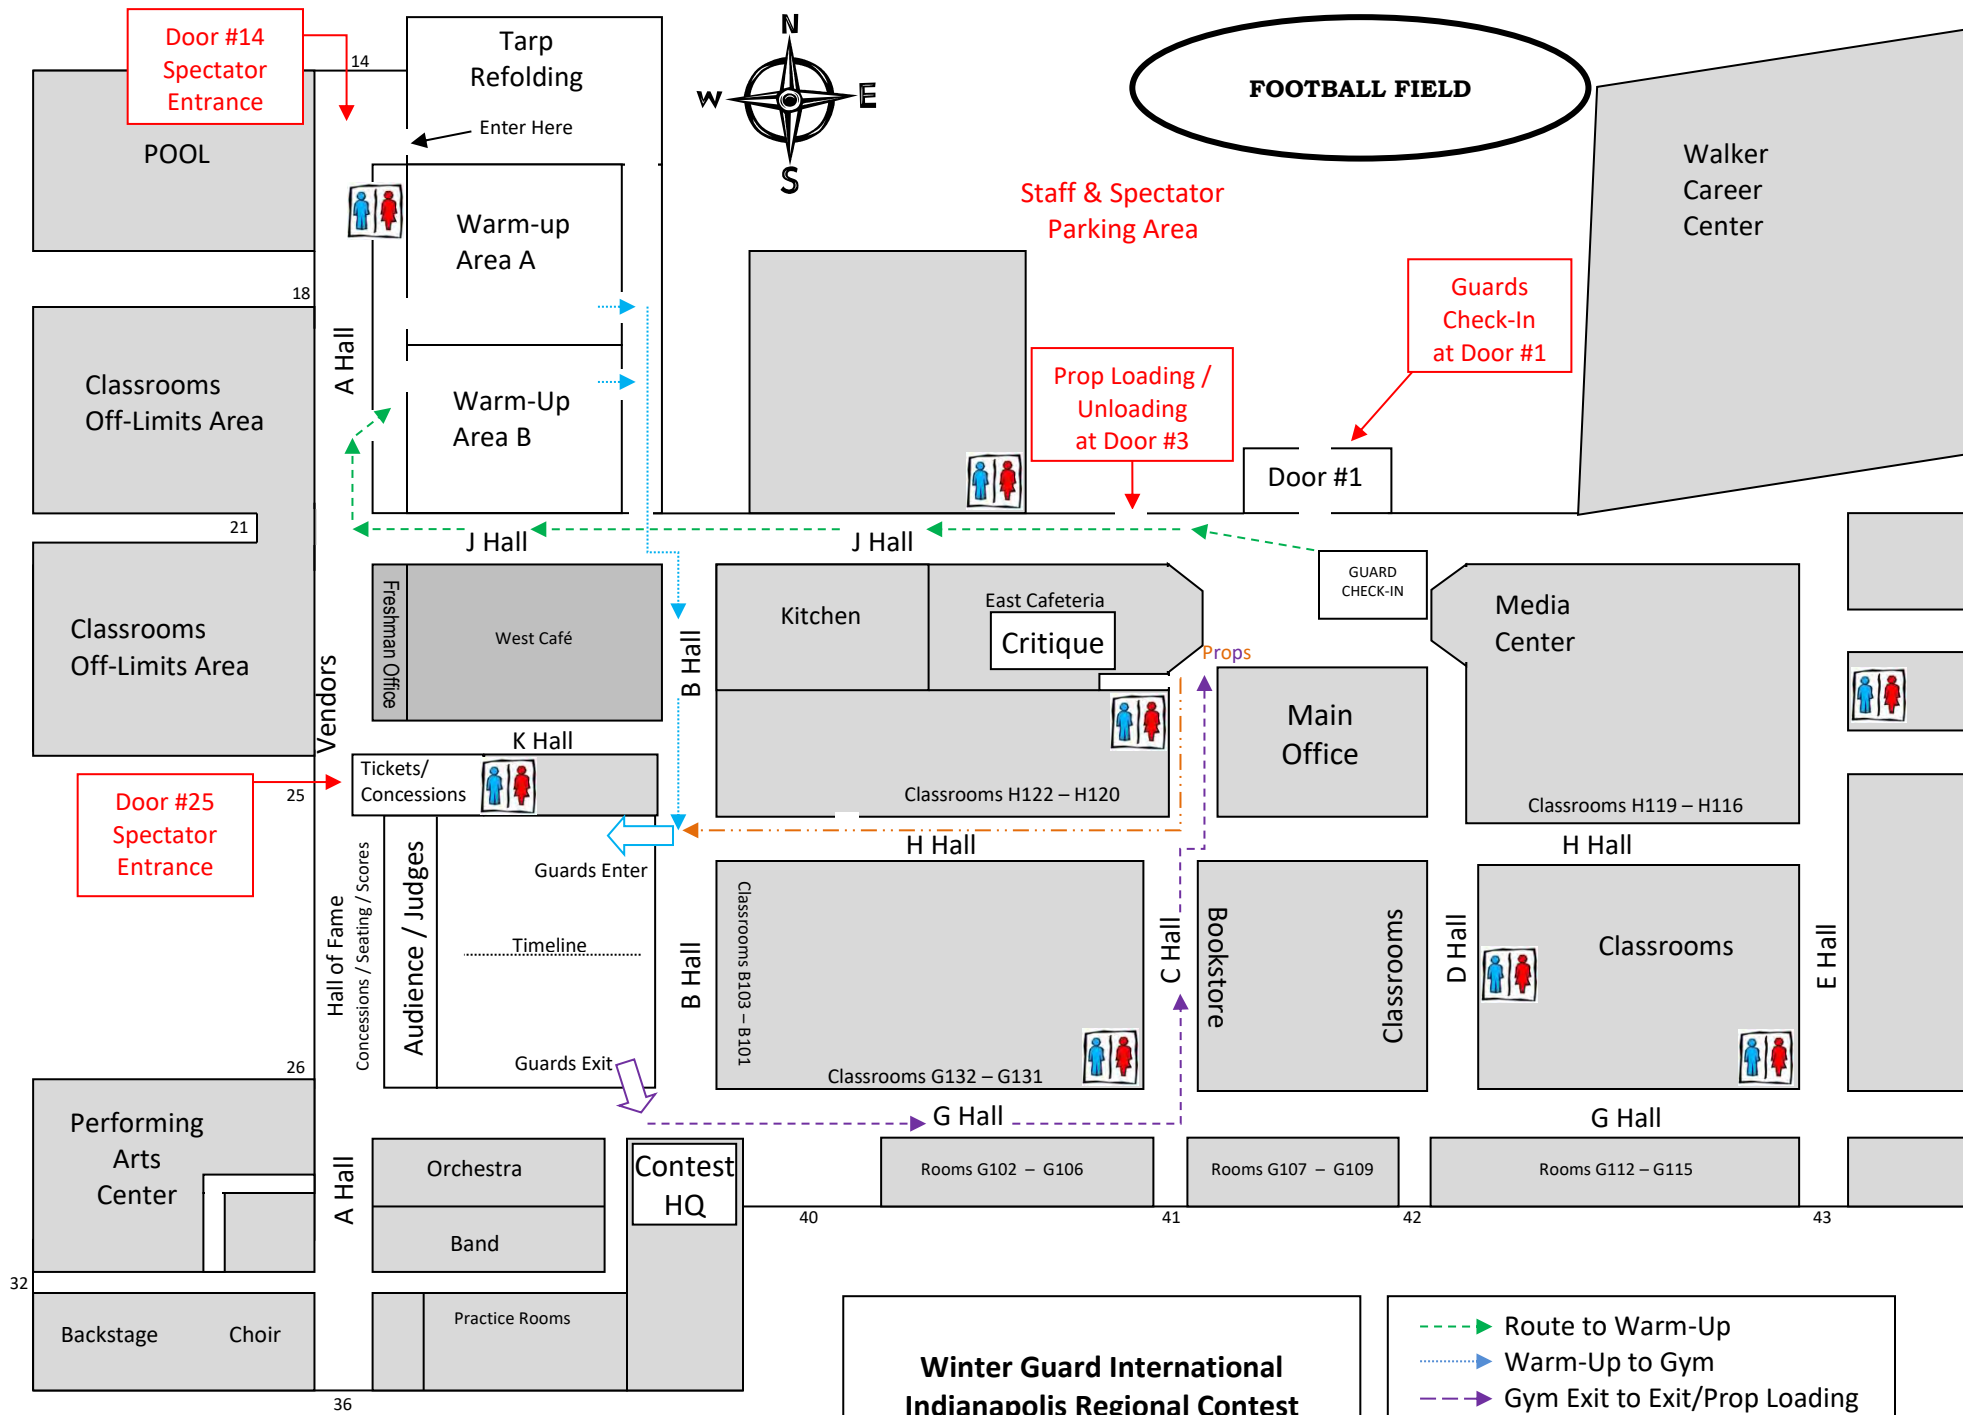 Door #14
Spectator
Entrance
14
Tarp
Refolding
Enter Here
N
W
E
S
FOOTBALL FIELD
POOL
Walker
Career
Center
Staff & Spectator
Parking Area
Warm-up
Area A
18
A Hall
Guards
Check-In
at Door #1
Prop Loading /
Unloading
at Door #3
Classrooms
Off-Limits Area
Warm-Up
Area B
Door #1
21
J Hall
J Hall
GUARD
CHECK-IN
Freshman Office
West Café
Kitchen
East Cafeteria
Critique
Media
Center
Classrooms
Off-Limits Area
Vendors
B Hall
Props
Main
Office
K Hall
Tickets/
Concessions
Door #25
Spectator
Entrance
25
Classrooms H122 – H120
Classrooms H119 – H116
H Hall
H Hall
Hall of Fame
Concessions / Seating / Scores
Audience / Judges
Guards Enter
Timeline
Guards Exit
B Hall
Classrooms B103 – B101
Classrooms G132 – G131
C Hall
Bookstore
Classrooms
D Hall
Classrooms
E Hall
26
G Hall
G Hall
Performing
Arts
Center
A Hall
Orchestra
Band
Contest
HQ
Rooms G102 – G106
Rooms G107 – G109
Rooms G112 – G115
40
41
42
43
32
Backstage
Choir
Practice Rooms
36
Winter Guard International
Indianapolis Regional Contest
Route to Warm-Up
Warm-Up to Gym
Gym Exit to Exit/Prop Loading